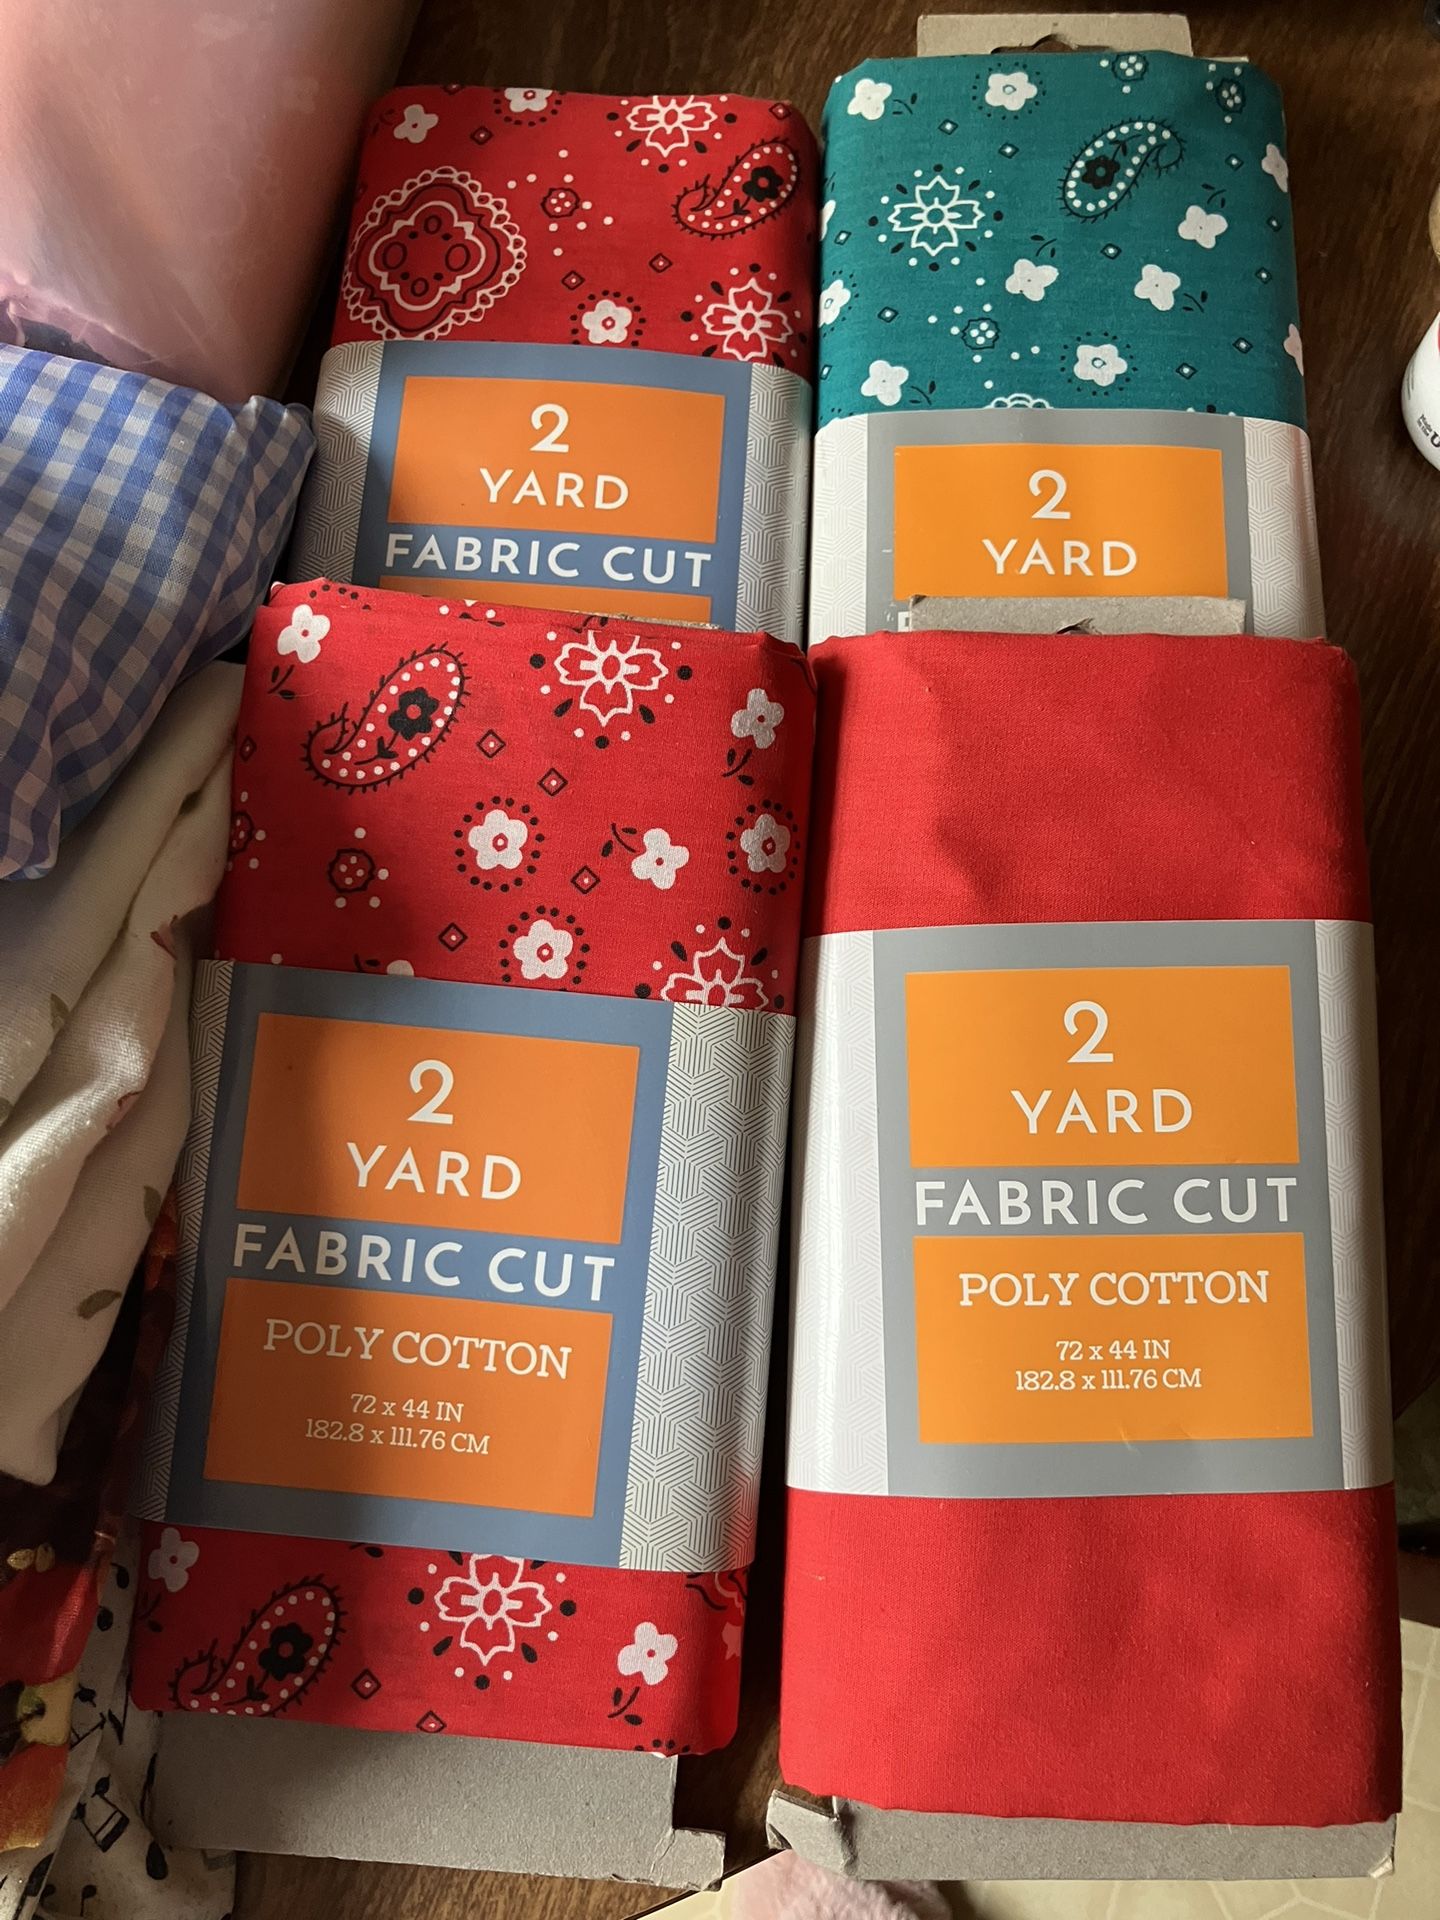 2
YARD
FABRIC CUT
2
YARD
2
YARD
FABRIC CUT
POLY COTTON
72 x 44 IN
182.8 x 111.76 CM
2
YARD
FABRIC CUT
POLY COTTON
72 x 44 IN
182.8 x 111.76 CM